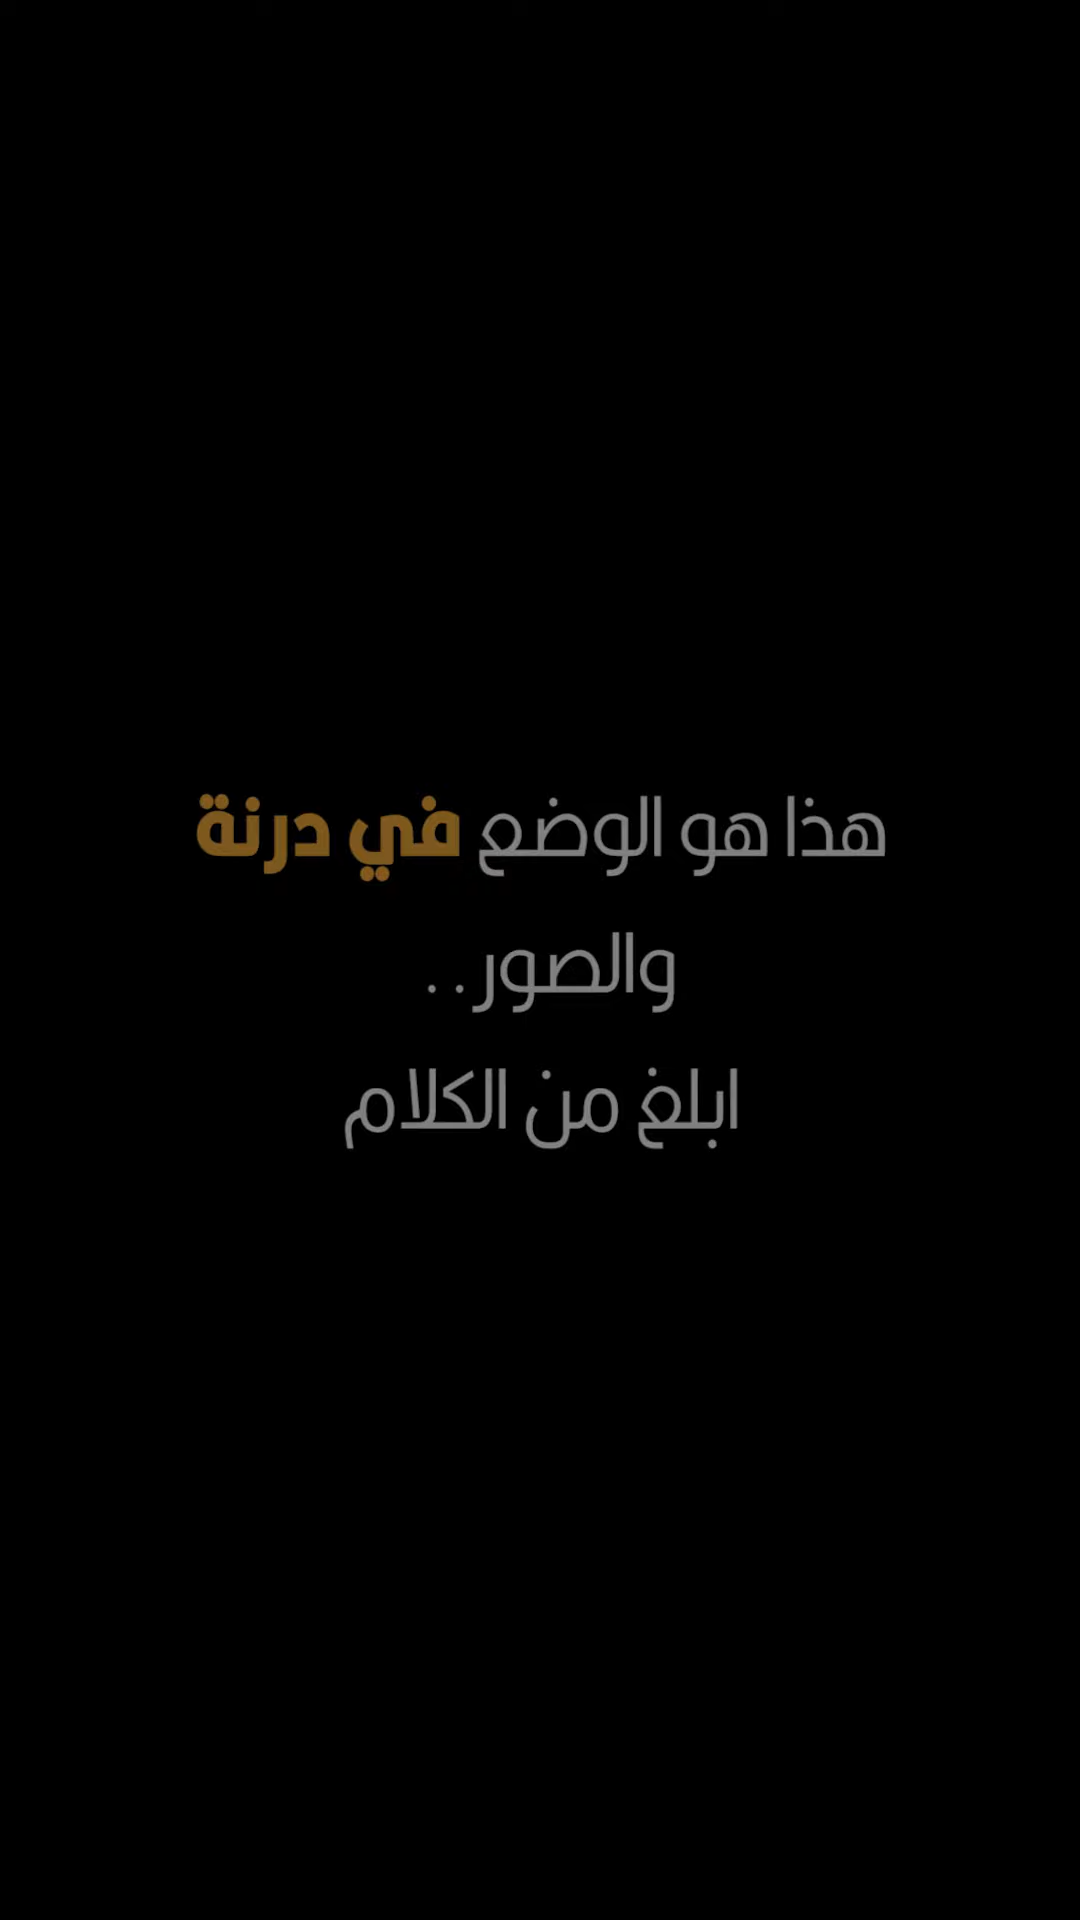 هذا هو الوضع في درنة
والصور..
ابلغ من الكلام